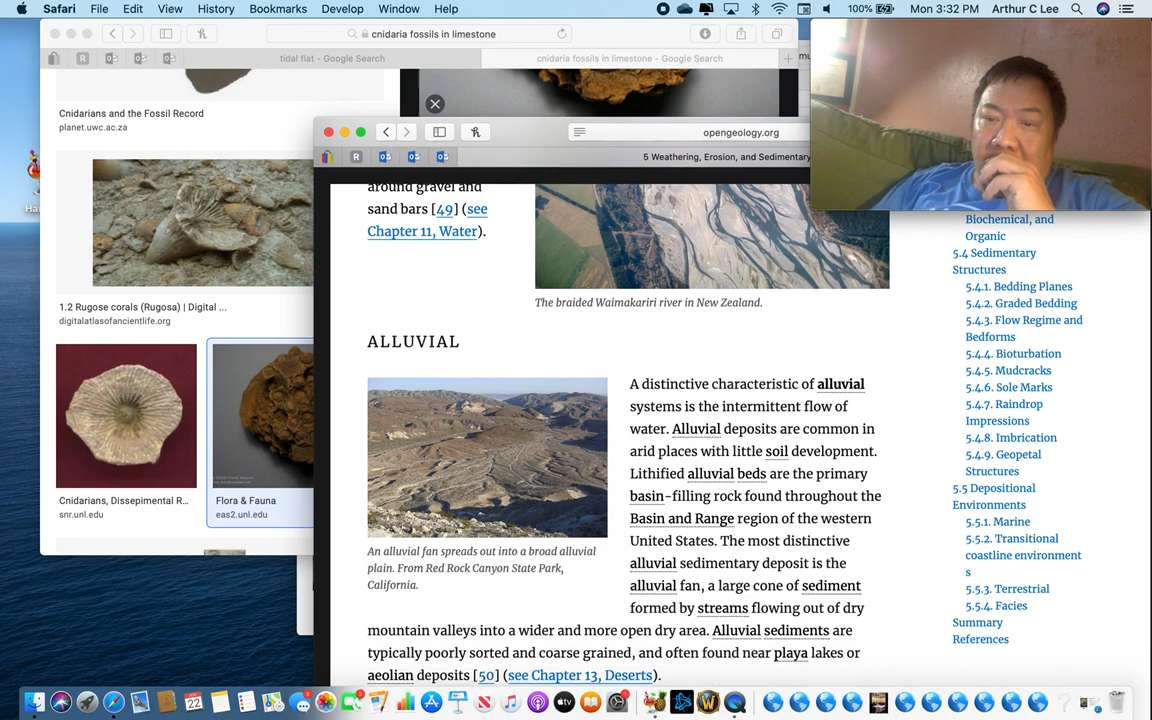 Safari File Edit View History Bookmarks Develop Window Help 100% Mon 3:32 PM Arthur C Lee
cnidaria fossils in limestone
tidal flat - Google Search cnidaria fossils in limestone - Google Search
Cnidarians and the Fossil Record
planet.uwc.ac.za
1.2 Rugose corals (Rugosa) | Digital ...
digitalatlasofancientlife.org
Cnidarians, Dissepimental R...
snr.unl.edu
Flora & Fauna
eas2.unl.edu
opengeology.org
5 Weathering, Erosion, and Sedimentary
around gravel and
sand bars [49] (see
Chapter 11, Water).
The braided Waimakariri river in New Zealand.
ALLUVIAL
An alluvial fan spreads out into a broad alluvial
plain. From Red Rock Canyon State Park,
California.
A distinctive characteristic of alluvial
systems is the intermittent flow of
water. Alluvial deposits are common in
arid places with little soil development.
Lithified alluvial beds are the primary
basin-filling rock found throughout the
Basin and Range region of the western
United States. The most distinctive
alluvial sedimentary deposit is the
alluvial fan, a large cone of sediment
formed by streams flowing out of dry
mountain valleys into a wider and more open dry area. Alluvial sediments are
typically poorly sorted and coarse grained, and often found near playa lakes or
aeolian deposits [50] (see Chapter 13, Deserts).
Biochemical, and
Organic
5.4 Sedimentary
Structures
5.4.1. Bedding Planes
5.4.2. Graded Bedding
5.4.3. Flow Regime and
Bedforms
5.4.4. Bioturbation
5.4.5. Mudcracks
5.4.6. Sole Marks
5.4.7. Raindrop
Impressions
5.4.8. Imbrication
5.4.9. Geopetal
Structures
5.5 Depositional
Environments
5.5.1. Marine
5.5.2. Transitional
coastline environment
s
5.5.3. Terrestrial
5.5.4. Facies
Summary
References